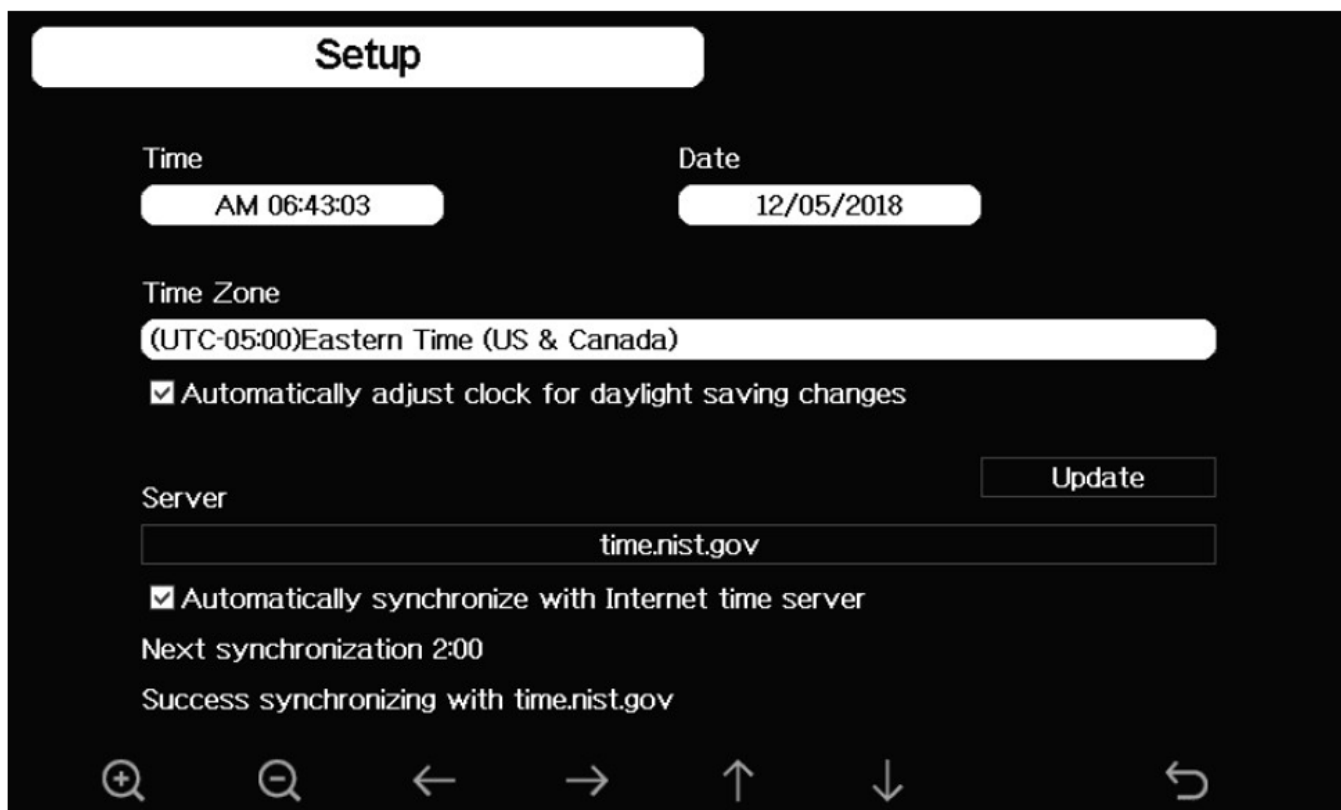 Setup
Time
Date
AM 06:43:03
12/05/2018
Time Zone
(UTC-05:00)Eastern Time (US & Canada)
Automatically adjust clock for daylight saving changes
Update
Server
time.nist.gov
Automatically synchronize with Internet time server
Next synchronization 2:00
Success synchronizing with time.nist.gov